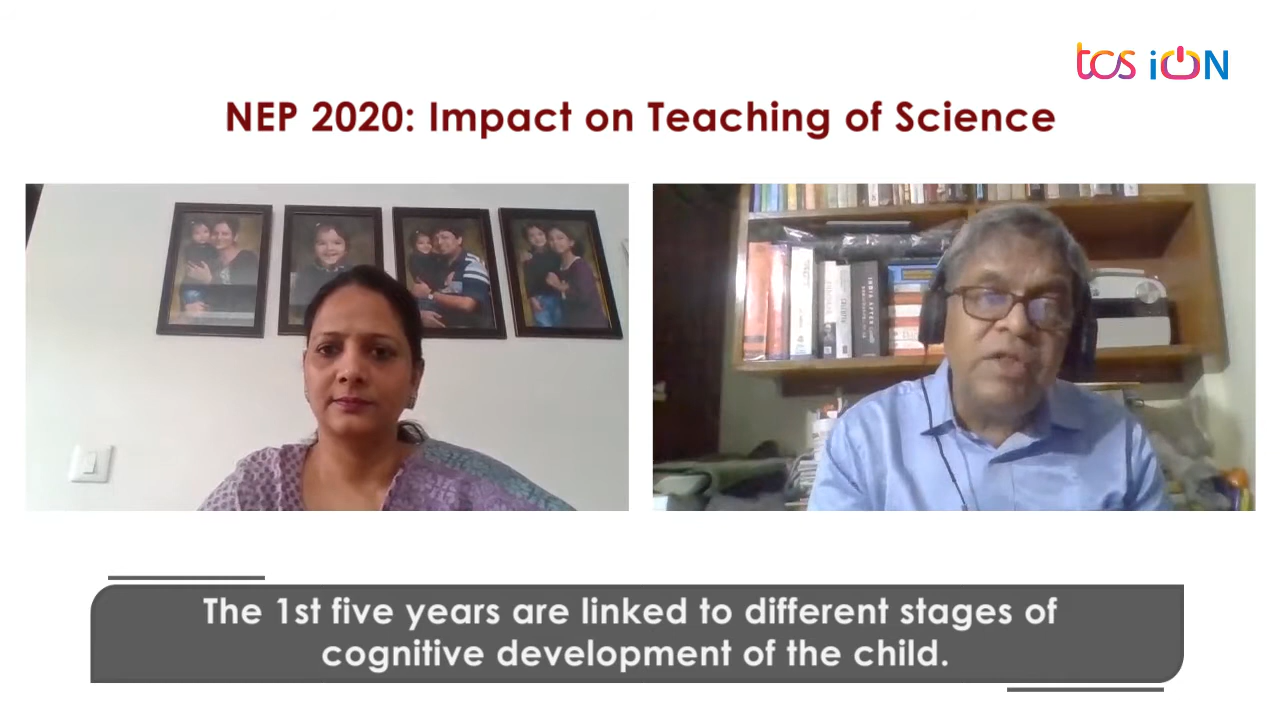 tcs iON
NEP 2020: Impact on Teaching of Science
The 1st five years are linked to different stages of
cognitive development of the child.